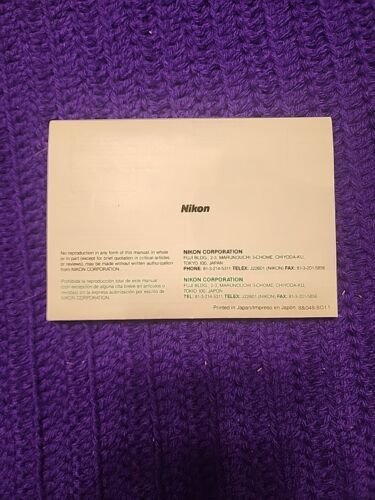 Nikon
No reproduction in any form of this manual, in whole
or in part (except for brief quotation in critical articles
or reviews), may be made without written authorization
from NIKON CORPORATION.
Prohibida la reproducción total de este manual
(con excepción de alguna cita breve en artículos o
revistas) sin la expresa autorización por escrito de
NIKON CORPORATION.
NIKON CORPORATION
FUJI BLDG., 2-3, MARUNOUCHI 3-CHOME, CHIYODA-KU,
TOKYO 100, JAPAN
PHONE: 81-3-214-5311 TELEX: J22601 (NIKON) FAX: 81-3-201-5856
NIKON CORPORATION
FUJI BLDG., 2-3, MARUNOUCHI 3-CHOME, CHIYODA-KU,
TOKIO 100, JAPON
TEL: 81-3-214-5311 TELEX: J22601 (NIKON) FAX: 81-3-201-5856
Printed in Japan/Impreso en Japón